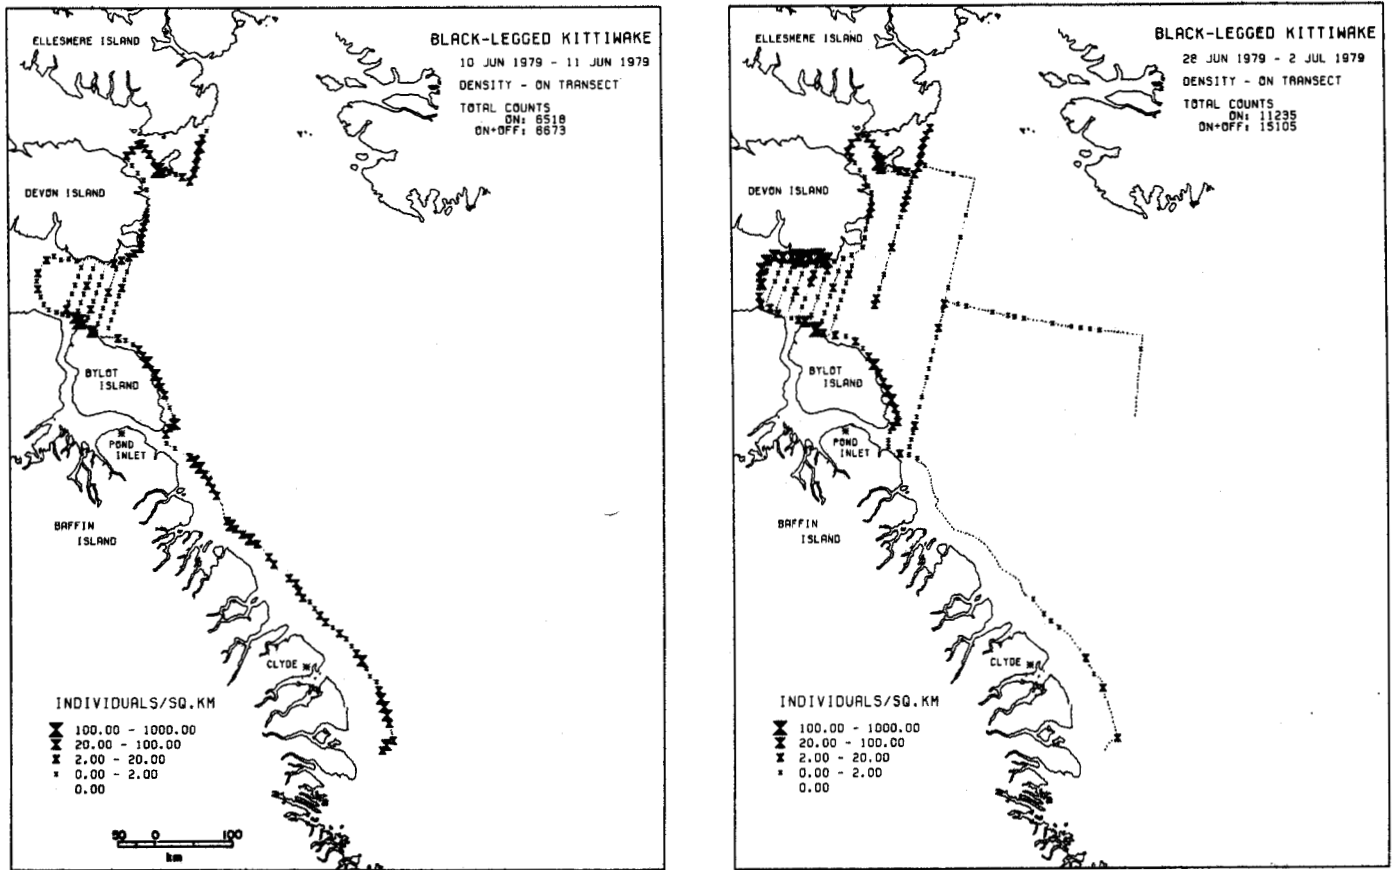 ELLESMERE ISLAND
BLACK-LEGGED KITTIWAKE
10 JUN 1979 - 11 JUN 1979
DENSITY - ON TRANSECT
TOTAL COUNTS
ON: 6518
ON+OFF: 8673
DEVON ISLAND
BYLOT
ISLAND
POND
INLET
BAFFIN
ISLAND
CLYDE
INDIVIDUALS/SQ.KM
100.00 - 1000.00
20.00 - 100.00
2.00 - 20.00
0.00 - 2.00
0.00
50 0 100
km
ELLESMERE ISLAND
BLACK-LEGGED KITTIWAKE
28 JUN 1979 - 2 JUL 1979
DENSITY - ON TRANSECT
TOTAL COUNTS
ON: 11235
ON+OFF: 15105
DEVON ISLAND
BYLOT
ISLAND
POND
INLET
BAFFIN
ISLAND
CLYDE
INDIVIDUALS/SQ.KM
100.00 - 1000.00
20.00 - 100.00
2.00 - 20.00
0.00 - 2.00
0.00